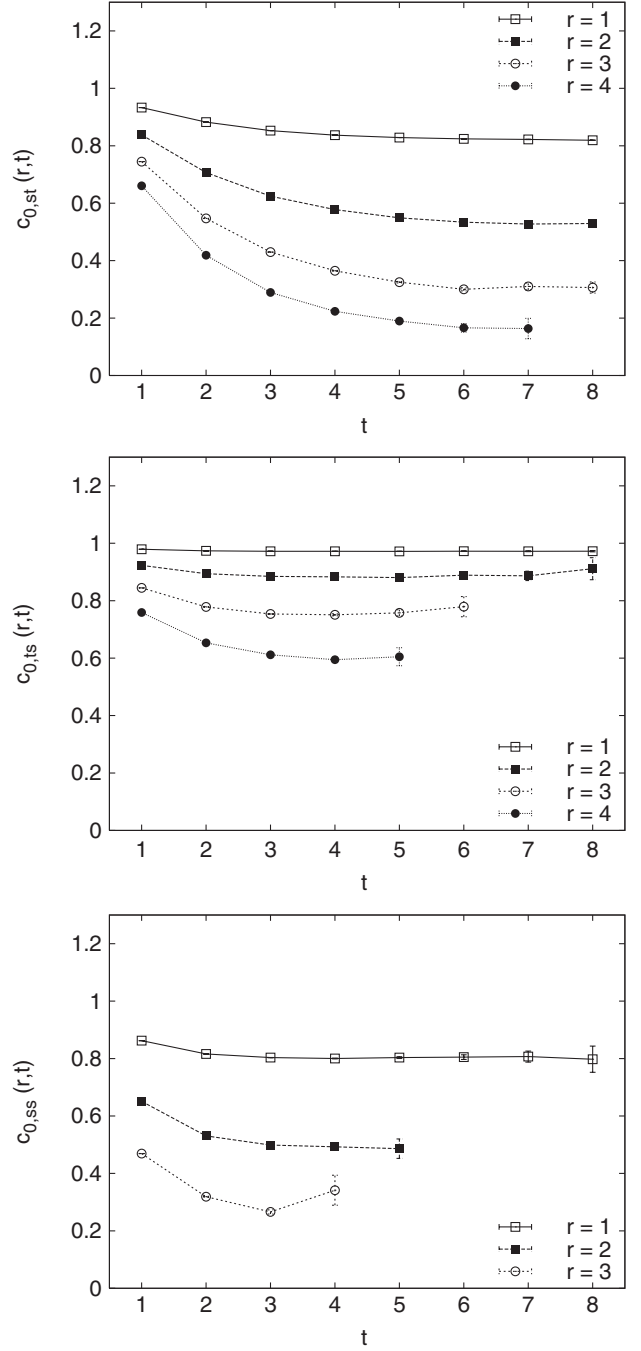 c0,st (r,t)
1.2
1
0.8
0.6
0.4
0.2
0
r = 1
r = 2
r = 3
r = 4
1 2 3 4 5 6 7 8
t
c0,ts (r,t)
1.2
1
0.8
0.6
0.4
0.2
0
r = 1
r = 2
r = 3
r = 4
1 2 3 4 5 6 7 8
t
c0,ss (r,t)
1.2
1
0.8
0.6
0.4
0.2
0
r = 1
r = 2
r = 3
1 2 3 4 5 6 7 8
t